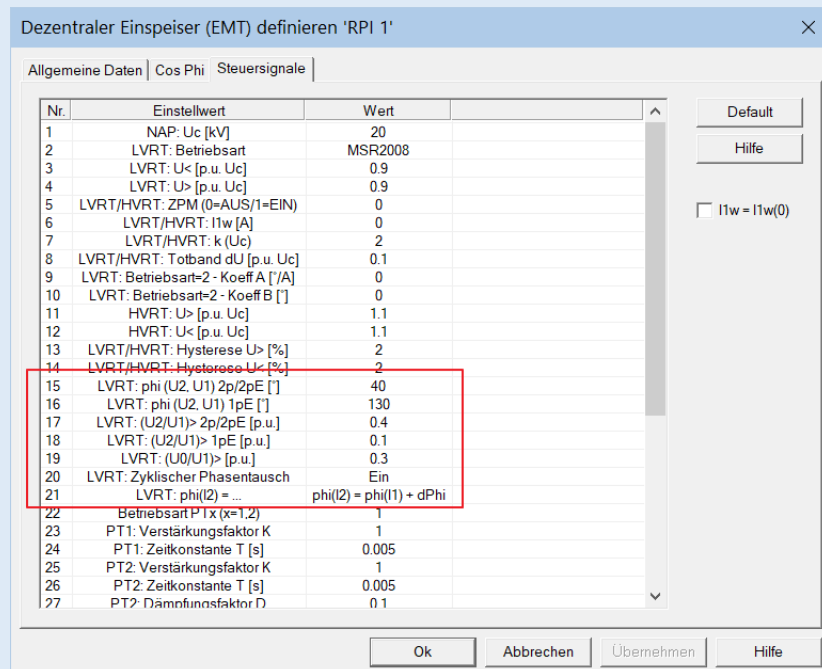 Dezentraler Einspeiser (EMT) definieren 'RPI 1'
Allgemeine Daten Cos Phi Steuersignale
Nr. Einstellwert Wert
1 NAP: Uc [kV] 20
2 LVRT: Betriebsart MSR2008
3 LVRT: U< [p.u. Uc] 0.9
4 LVRT: U> [p.u. Uc] 0.9
5 LVRT/HVRT: ZPM (0=AUS/1=EIN) 0
6 LVRT/HVRT: I1w [A] 0
7 LVRT/HVRT: k (Uc) 2
8 LVRT/HVRT: Totband dU [p.u. Uc] 0.1
9 LVRT: Betriebsart=2 - Koeff A [°/A] 0
10 LVRT: Betriebsart=2 - Koeff B [°] 0
11 HVRT: U> [p.u. Uc] 1.1
12 HVRT: U< [p.u. Uc] 1.1
13 LVRT/HVRT: Hysterese U> [%] 2
14 LVRT/HVRT: Hysterese U< [%] 2
15 LVRT: phi (U2, U1) 2p/2pE [°] 40
16 LVRT: phi (U2, U1) 1pE [°] 130
17 LVRT: (U2/U1)> 2p/2pE [p.u.] 0.4
18 LVRT: (U2/U1)> 1pE [p.u.] 0.1
19 LVRT: (U0/U1)> [p.u.] 0.3
20 LVRT: Zyklischer Phasentausch Ein
21 LVRT: phi(I2) = ... phi(I2) = phi(I1) + dPhi
22 Betriebsart PTx (x=1,2) 1
23 PT1: Verstärkungsfaktor K 1
24 PT1: Zeitkonstante T [s] 0.005
25 PT2: Verstärkungsfaktor K 1
26 PT2: Zeitkonstante T [s] 0.005
27 PT2: Dämpfungsfaktor D 0.1
Default
Hilfe
I1w = I1w(0)
Ok Abbrechen Übernehmen Hilfe